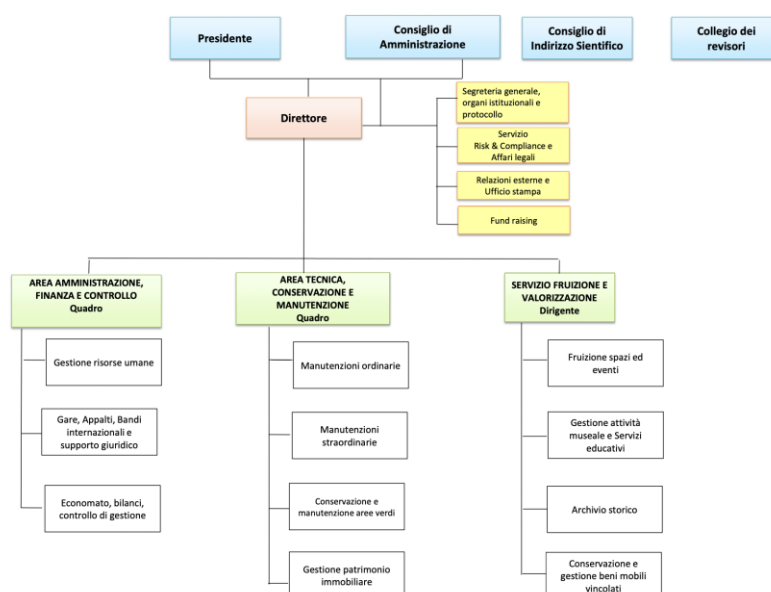 Presidente
Consiglio di
Amministrazione
Consiglio di
Indirizzo Sientifico
Collegio dei
revisori
Direttore
Segreteria generale,
organi istituzionali e
protocollo
Servizio
Risk & Compliance e
Affari legali
Relazioni esterne e
Ufficio stampa
Fund raising
AREA AMMINISTRAZIONE,
FINANZA E CONTROLLO
Quadro
Gestione risorse umane
Gare, Appalti, Bandi
internazionali e
supporto giuridico
Economato, bilanci,
controllo di gestione
AREA TECNICA,
CONSERVAZIONE E
MANUTENZIONE
Quadro
Manutenzioni ordinarie
Manutenzioni
straordinarie
Conservazione e
manutenzione aree verdi
Gestione patrimonio
immobiliare
SERVIZIO FRUIZIONE E
VALORIZZAZIONE
Dirigente
Fruizione spazi ed
eventi
Gestione attività
museale e Servizi
educativi
Archivio storico
Conservazione e
gestione beni mobili
vincolati